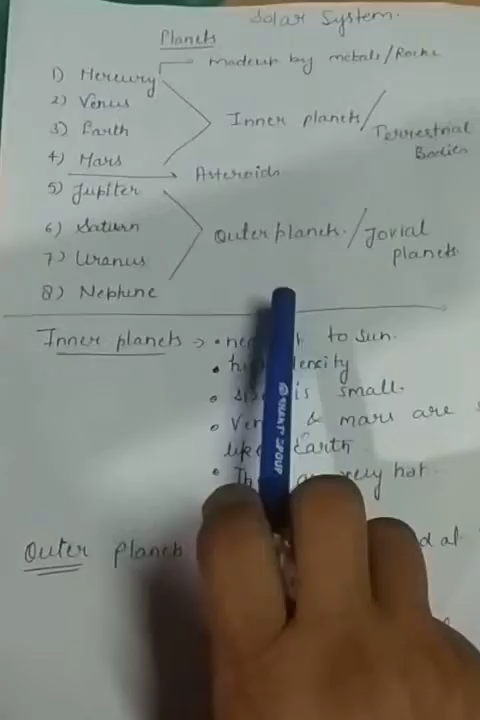 Solar System.
Planets
1) Mercury → Madeup by metals/Rocks
2) Venus
3) Earth
Inner planets / Terrestrial Bodies
4) Mars
→ Asteroids
5) Jupiter
6) Saturn
Outer planets. / Jovial planets.
7) Uranus
8) Neptune
Inner planets → • to sun.
• density
• is small.
• & mars are
Earth
• very hot.
Outer planets